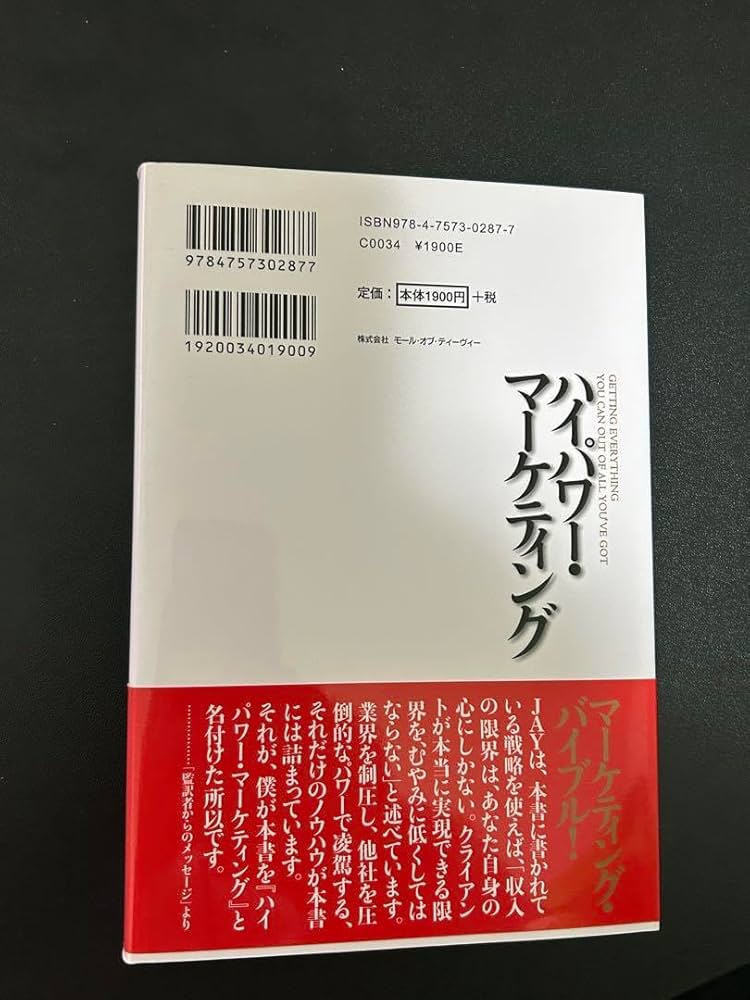 ISBN978-4-7573-0287-7
C0034 ¥1900E
9784757302877
定価：本体1900円+税
1920034019009
株式会社 モール・オブ・ティーヴィー
GETTING EVERYTHING
YOU CAN OUT OF ALL YOU'VE GOT
ハイパワー・
マーケティング
マーケティング・
バイブル！
JAYは、本書に書かれて
いる戦略を使えば、「収入
の限界は、あなた自身の
心にしかない。クライアン
トが本当に実現できる限
界を、むやみに低くしては
ならない」と述べています。
業界を制圧し、他社を圧
倒的な、パワーで凌駕する、
それだけのノウハウが本書
には詰まっています。
それが、僕が本書を『ハイ
パワー・マーケティング』と
名付けた所以です。
……………「監訳者からのメッセージ」より